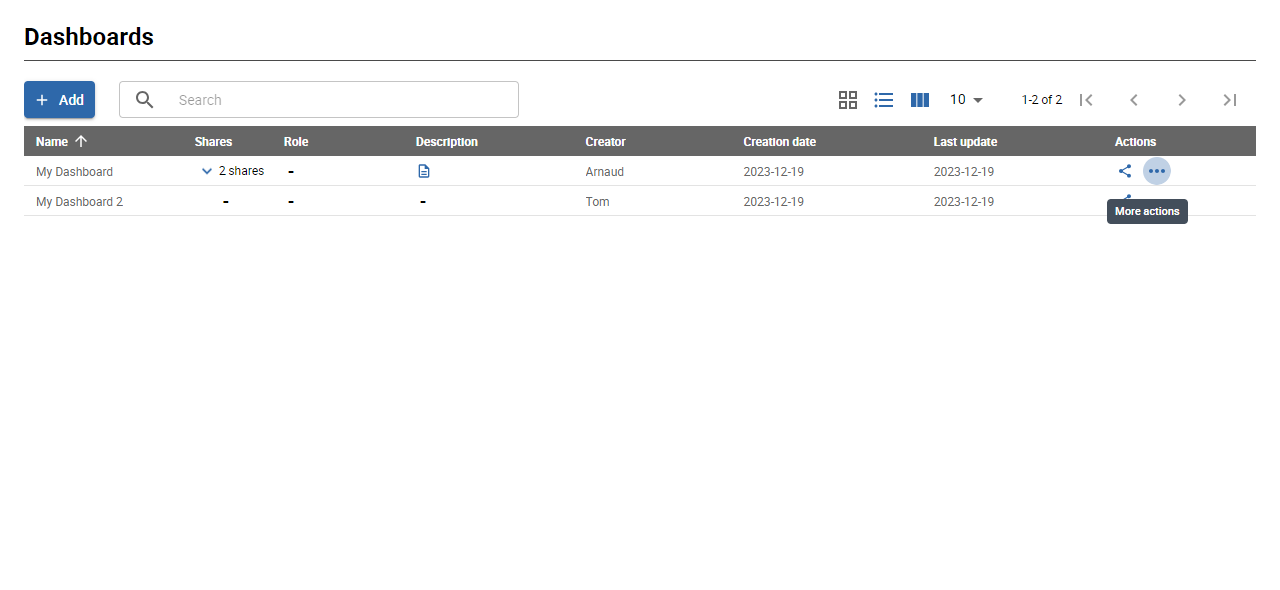 Dashboards
Add Search 10 1-2 of 2
Name Shares Role Description Creator Creation date Last update Actions
My Dashboard 2 shares - Arnaud 2023-12-19 2023-12-19
My Dashboard 2 - - - Tom 2023-12-19 2023-12-19
More actions